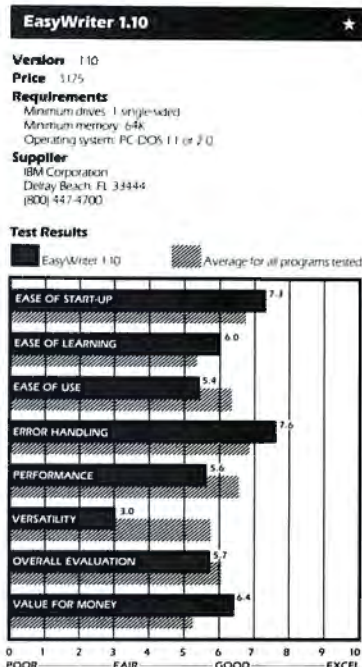 EasyWriter 1.10 ★
Version 1.10
Price $175
Requirements
Minimum drives: 1 single-sided
Minimum memory: 64K
Operating system: PC-DOS 1.1 or 2.0
Supplier
IBM Corporation
Delray Beach, FL 33444
(800) 447-4700
Test Results
EasyWriter 1.10 Average for all programs tested
EASE OF START-UP 7.3
EASE OF LEARNING 6.0
EASE OF USE 5.4
ERROR HANDLING 7.6
PERFORMANCE 5.6
VERSATILITY 3.0
OVERALL EVALUATION 5.7
VALUE FOR MONEY 6.4
0 1 2 3 4 5 6 7 8 9 10
POOR FAIR GOOD EXCEL